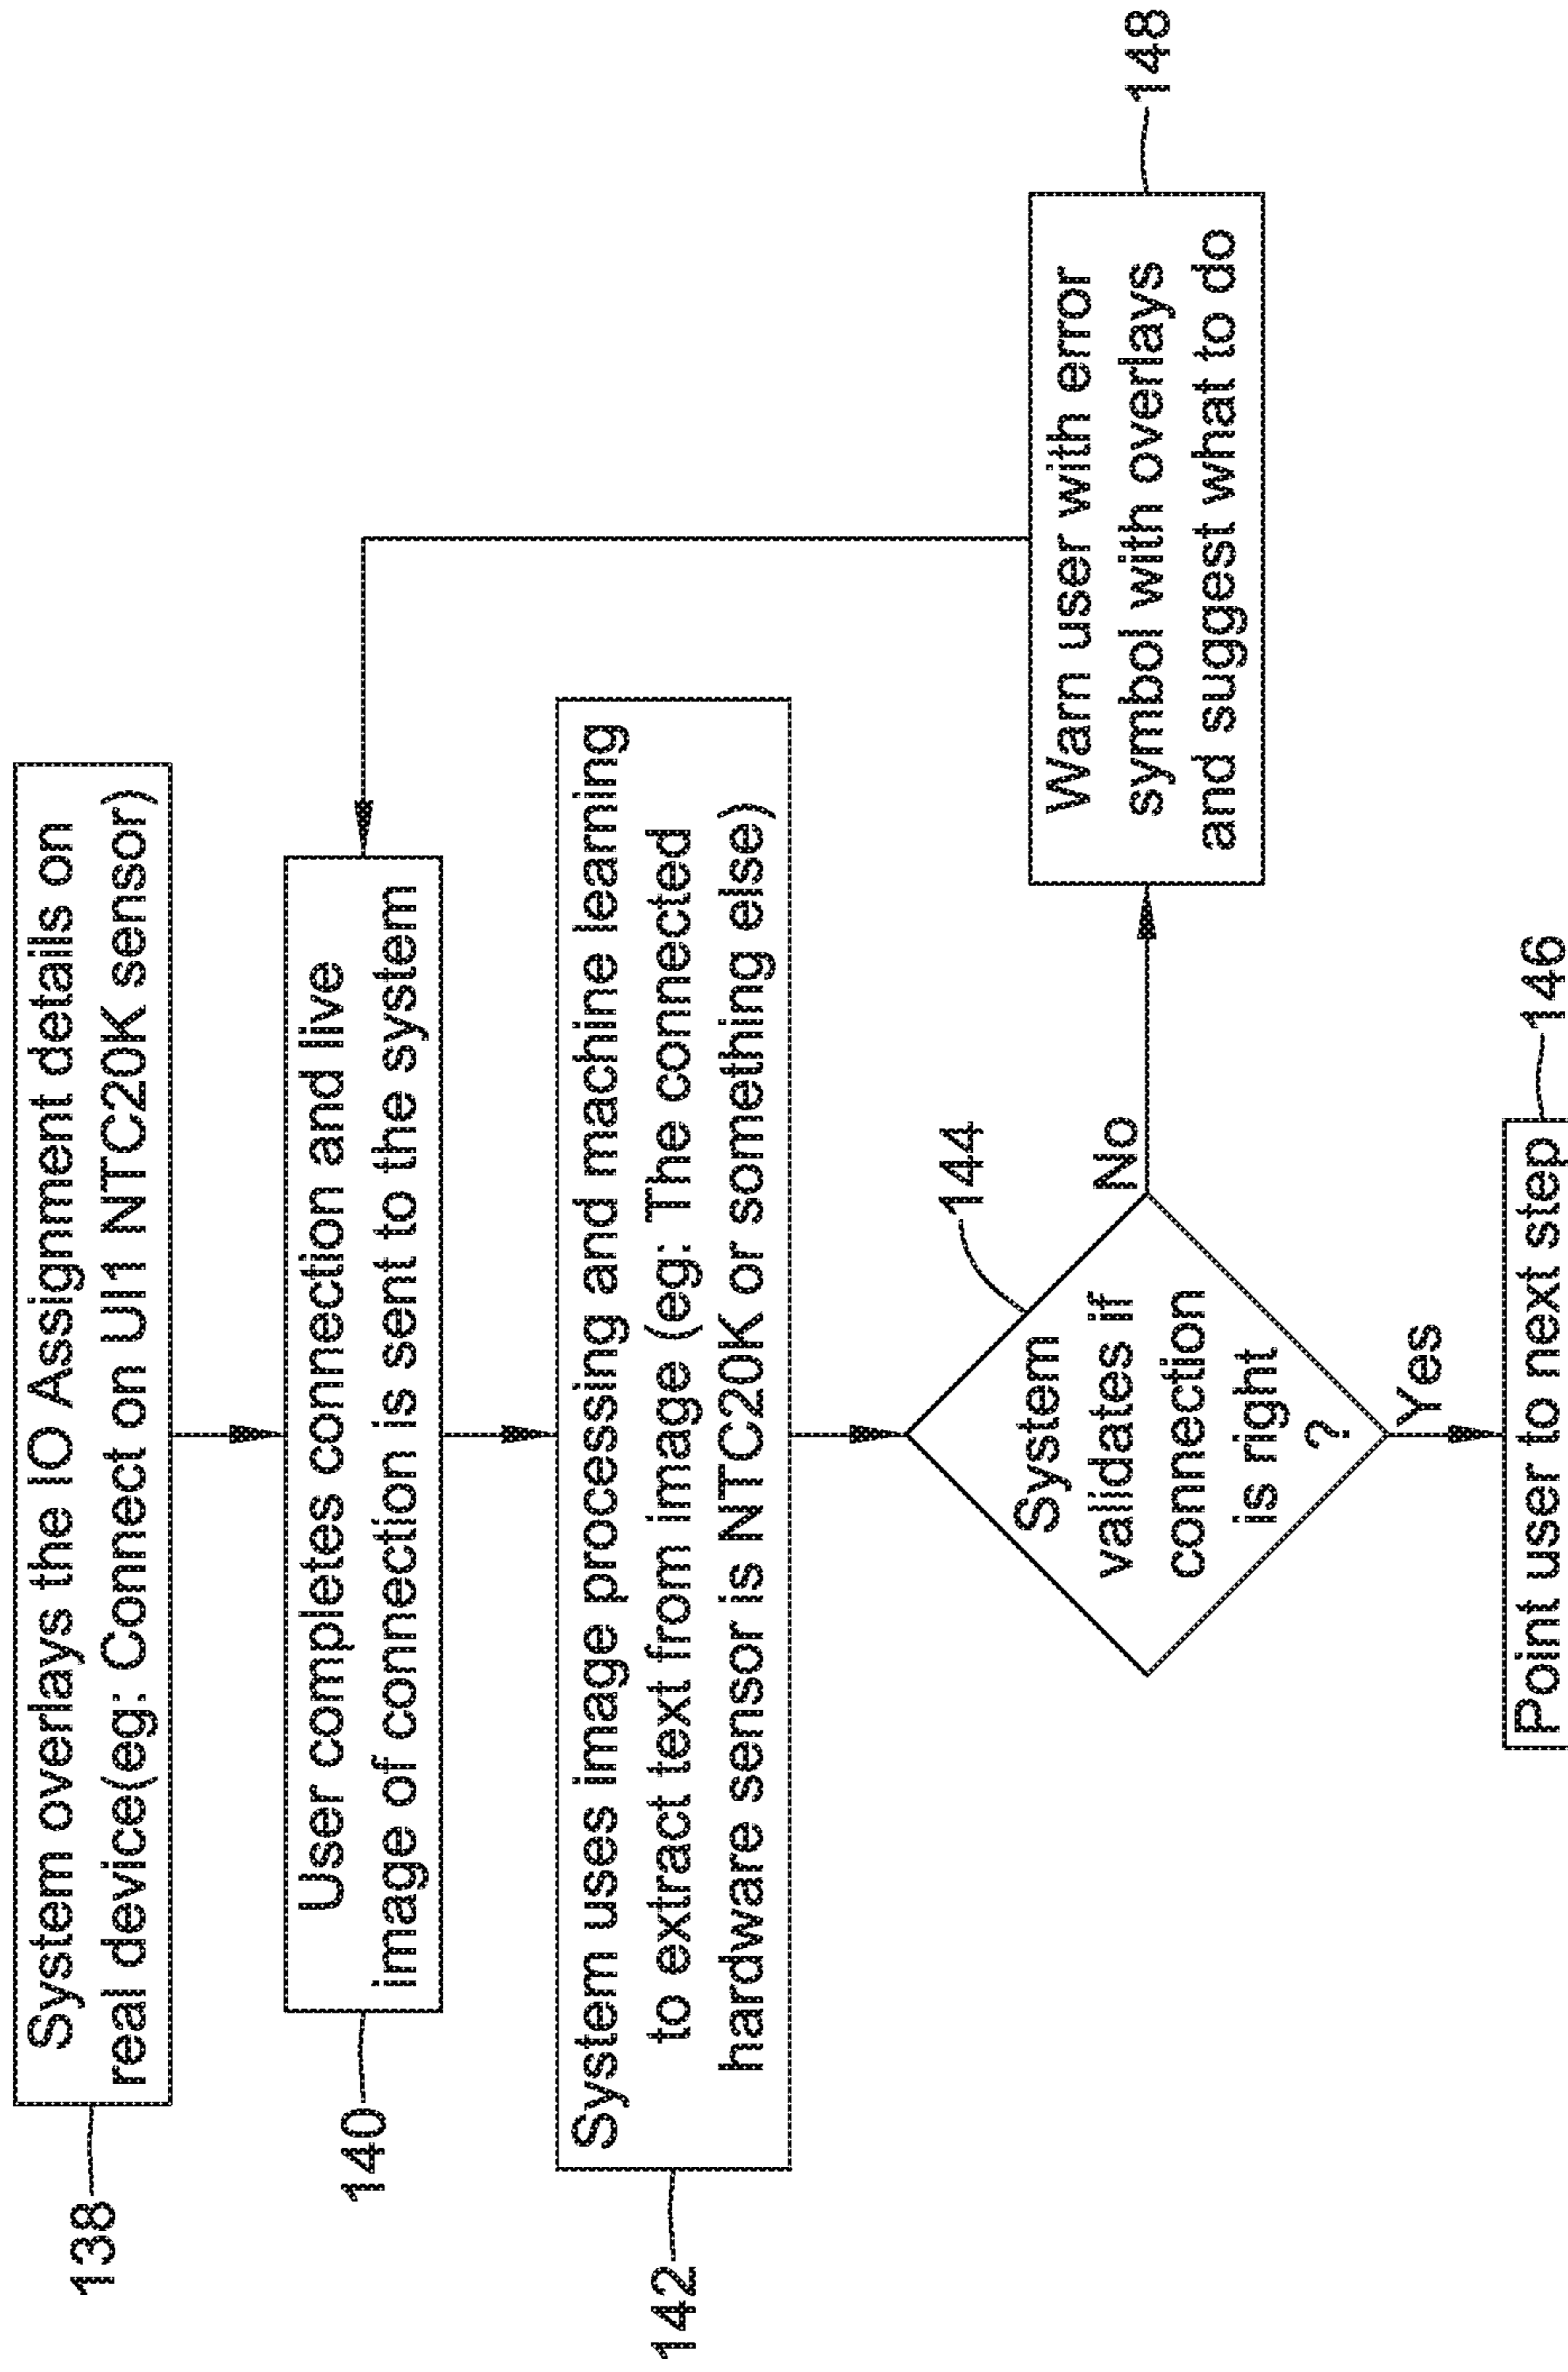 138
System overlays the IO Assignment details on
real device(eg: Connect on UI1 NTC20K sensor)
140
User completes connection and live
image of connection is sent to the system
142
System uses image processing and machine learning
to extract text from image (eg: The connected
hardware sensor is NTC20K or something else)
144
System
validates if
connection
is right
?
No
Yes
148
Warn user with error
symbol with overlays
and suggest what to do
Point user to next step
146